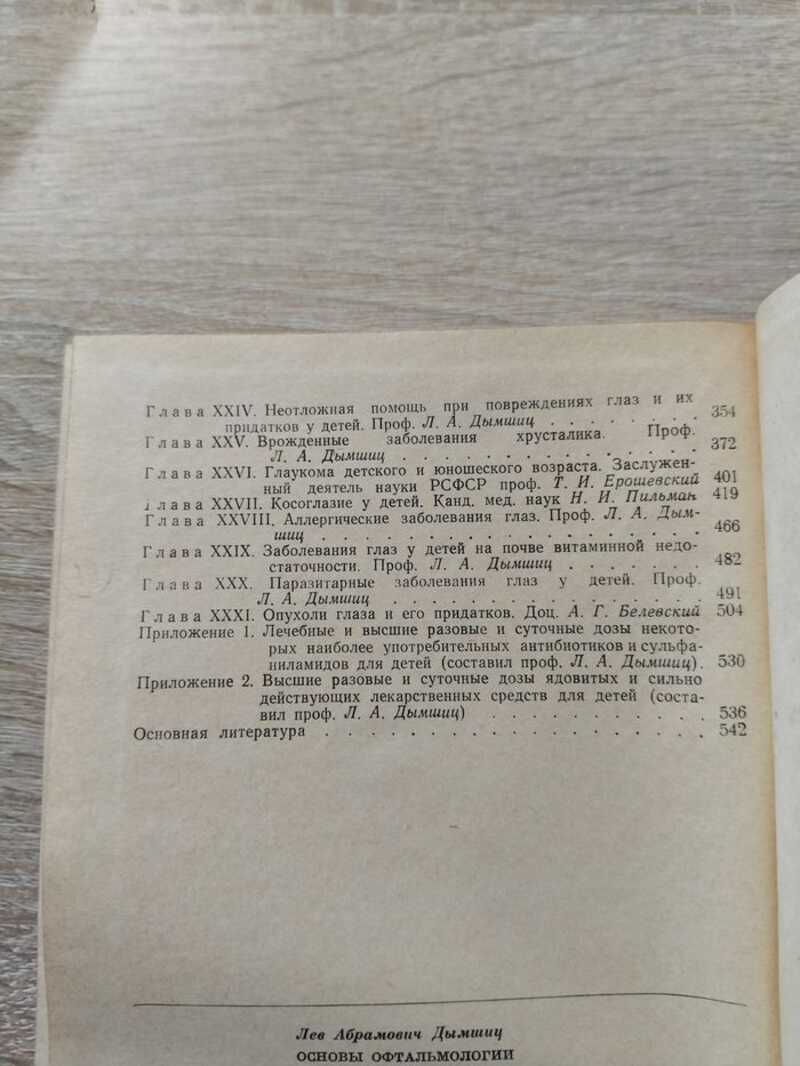 Глава XXIV. Неотложная помощь при повреждениях глаз и их
придатков у детей. Проф. Л. А. Дымшиц . . . . . . . . 354
Глава XXV. Врожденные заболевания хрусталика. Проф.
Л. А. Дымшиц . . . . . . . . . . . . . . . . 372
Глава XXVI. Глаукома детского и юношеского возраста. Заслужен-
ный деятель науки РСФСР проф. Т. И. Ерошевский 401
лава XXVII. Косоглазие у детей. Канд. мед. наук Н. И. Пильман 419
Глава XXVIII. Аллергические заболевания глаз. Проф. Л. А. Дым-
шиц . . . . . . . . . . . . . . . . . . . . 466
Глава XXIX. Заболевания глаз у детей на почве витаминной недо-
статочности. Проф. Л. А. Дымшиц . . . . . . . 482
Глава XXX. Паразитарные заболевания глаз у детей. Проф.
Л. А. Дымшиц . . . . . . . . . . . . . . . . 491
Глава XXXI. Опухоли глаза и его придатков. Доц. А. Г. Белевский 504
Приложение 1. Лечебные и высшие разовые и суточные дозы некото-
рых наиболее употребительных антибиотиков и сульфа-
ниламидов для детей (составил проф. Л. А. Дымшиц). 530
Приложение 2. Высшие разовые и суточные дозы ядовитых и сильно
действующих лекарственных средств для детей (соста-
вил проф. Л. А. Дымшиц) . . . . . . . . . . . . 536
Основная литература . . . . . . . . . . . . . . . . . . . 542
Лев Абрамович Дымшиц
ОСНОВЫ ОФТАЛЬМОЛОГИИ